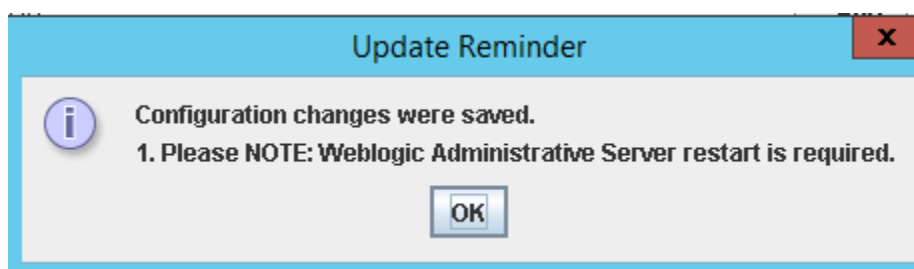 Update Reminder
x
i
Configuration changes were saved.
1. Please NOTE: Weblogic Administrative Server restart is required.
OK